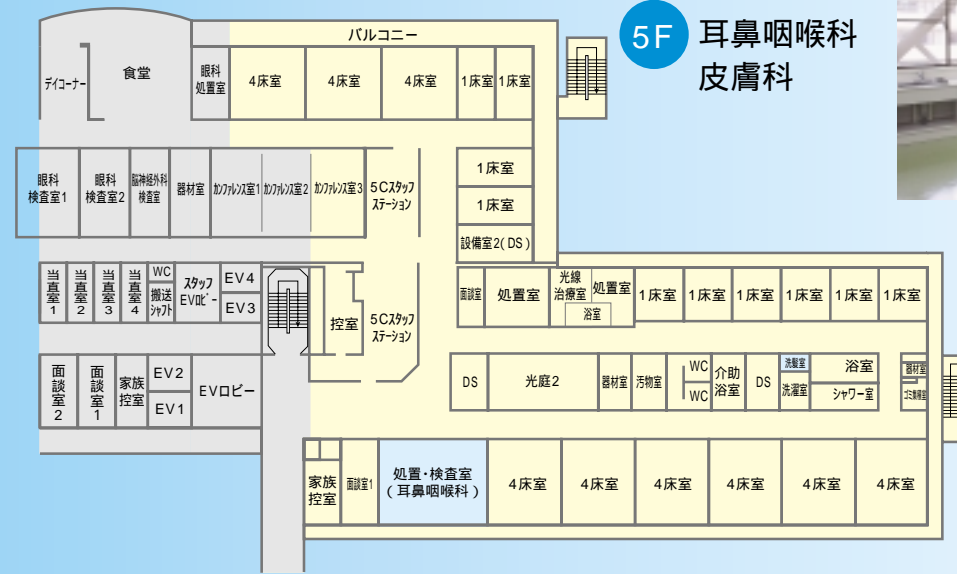 5F
耳鼻咽喉科
皮膚科
バルコニー
デイコーナー
食堂
眼科
処置室
4床室
4床室
4床室
1床室
1床室
眼科
検査室1
眼科
検査室2
脳神経外科
検査室
器材室
カンファレンス室1
カンファレンス室2
カンファレンス室3
5Cスタッフ
ステーション
1床室
1床室
設備室2(DS)
当直室1
当直室2
当直室3
当直室4
WC
搬送
シャフト
スタッフ
EVロビー
EV4
EV3
控室
5Cスタッフ
ステーション
面談室
処置室
光線
治療室
処置室
浴室
1床室
1床室
1床室
1床室
1床室
1床室
面談室2
面談室1
家族
控室
EV2
EV1
EVロビー
DS
光庭2
器材室
汚物室
WC
WC
介助
浴室
DS
洗髪室
洗濯室
浴室
シャワー室
器材室
家族
控室
面談室1
処置・検査室
(耳鼻咽喉科)
4床室
4床室
4床室
4床室
4床室
4床室